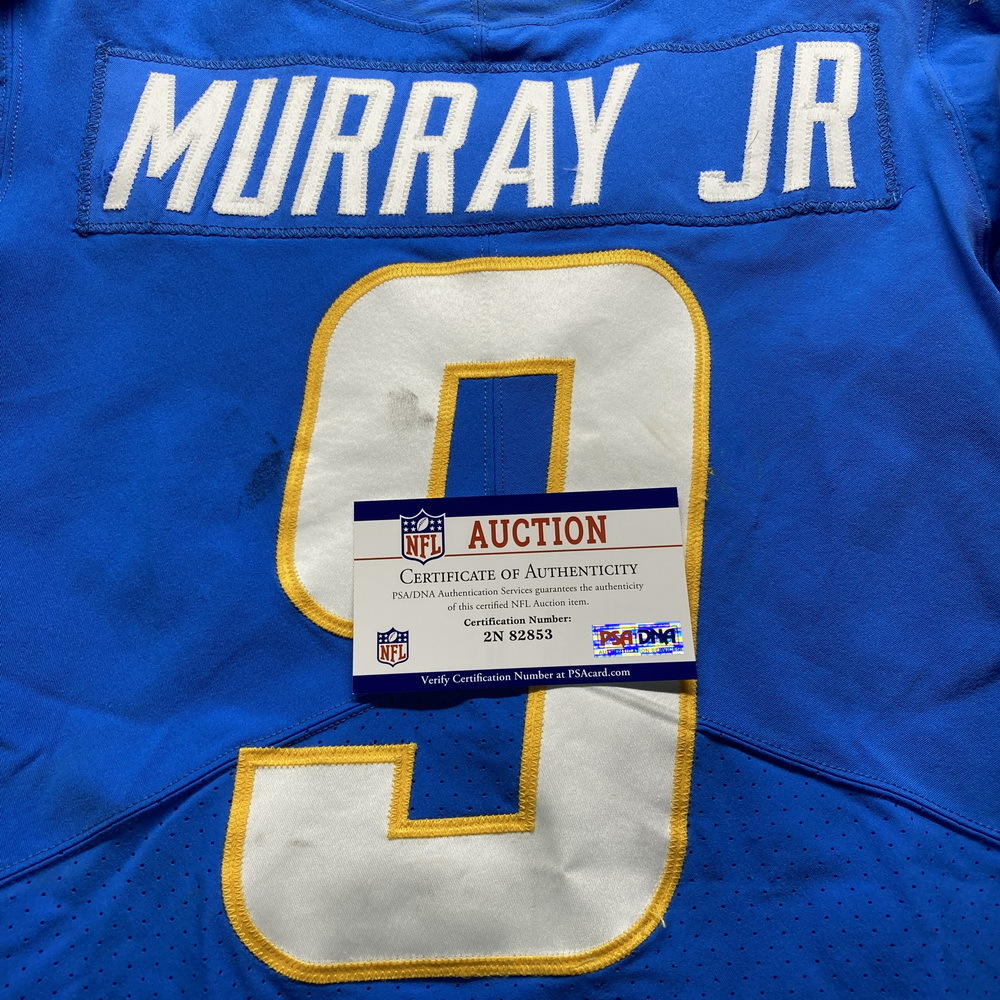 MURRAY JR
9
NFL AUCTION
CERTIFICATE OF AUTHENTICITY
PSA/DNA Authentication Services guarantees the authenticity
of this certified NFL Auction item.
Certification Number:
2N 82853
NFL
PSA DNA
Verify Certification Number at PSAcard.com